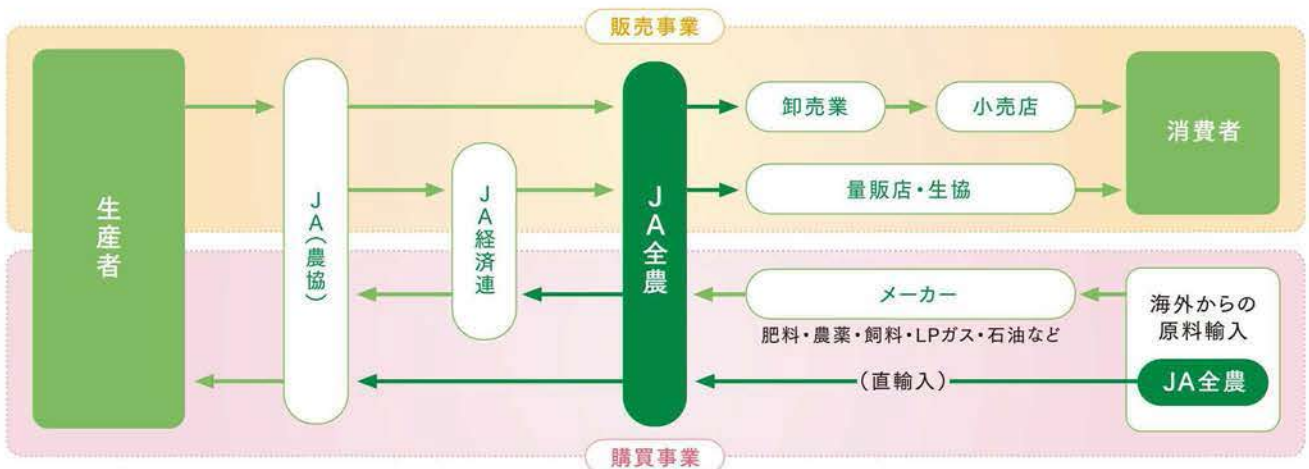 販売事業
生産者
JA(農協)
JA経済連
JA全農
卸売業
小売店
量販店・生協
消費者
メーカー
肥料・農薬・飼料・LPガス・石油など
(直輸入)
海外からの
原料輸入
JA全農
購買事業